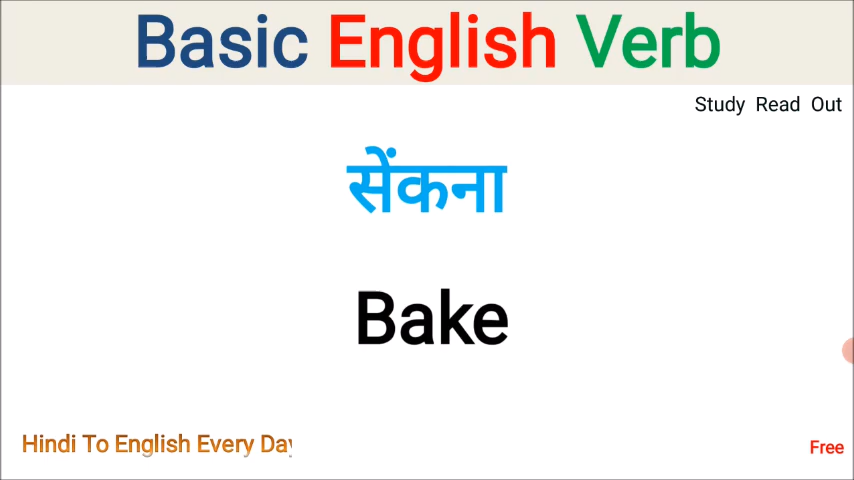 Basic English Verb
Study Read Out
सेंकना
Bake
Hindi To English Every Day
Free